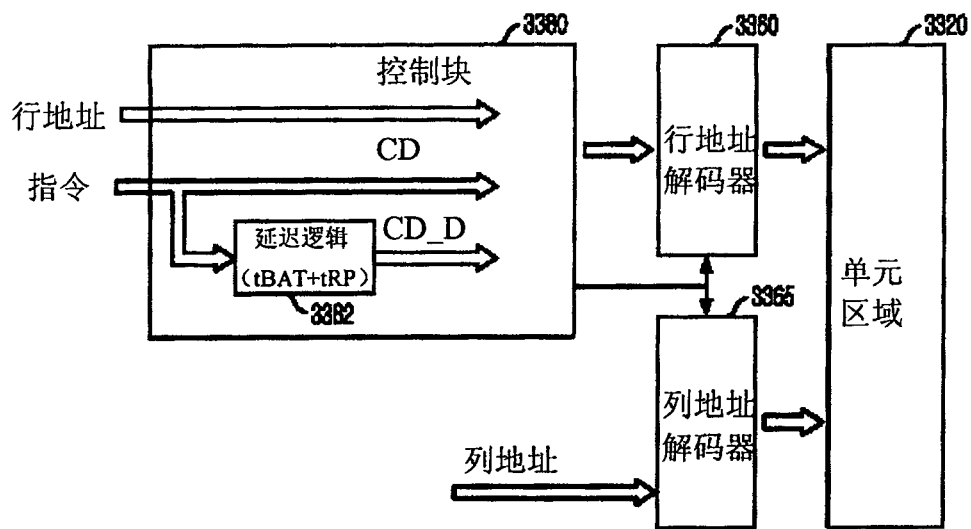 3380
3360
3320
控制块
行地址
CD
指令
延迟逻辑
(tBAT+tRP)
CD_D
3382
行地址
解码器
3365
单元
区域
列地址
解码器
列地址